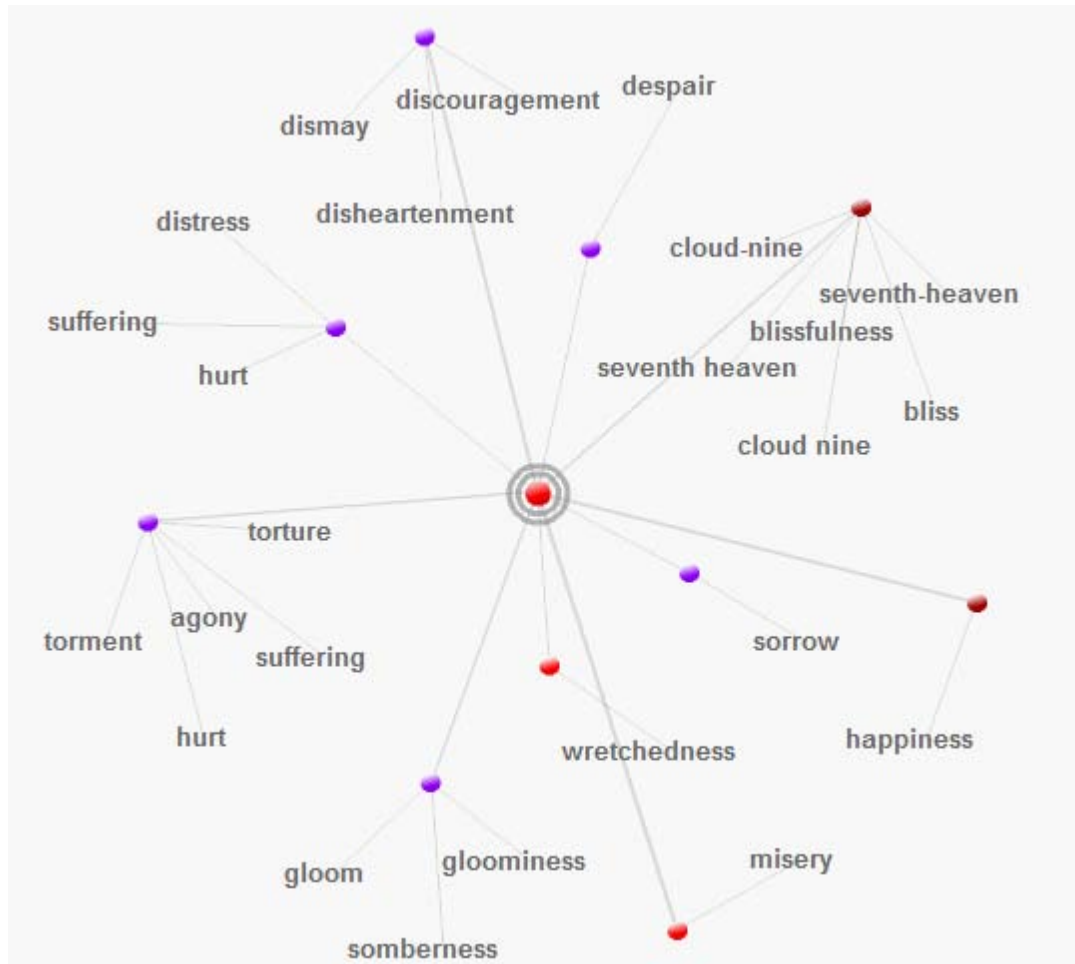 despair
discouragement
dismay
disheartenment
distress
cloud-nine
seventh-heaven
suffering
blissfulness
seventh heaven
hurt
bliss
cloud nine
torture
agony
torment
sorrow
suffering
hurt
happiness
wretchedness
misery
gloominess
gloom
somberness